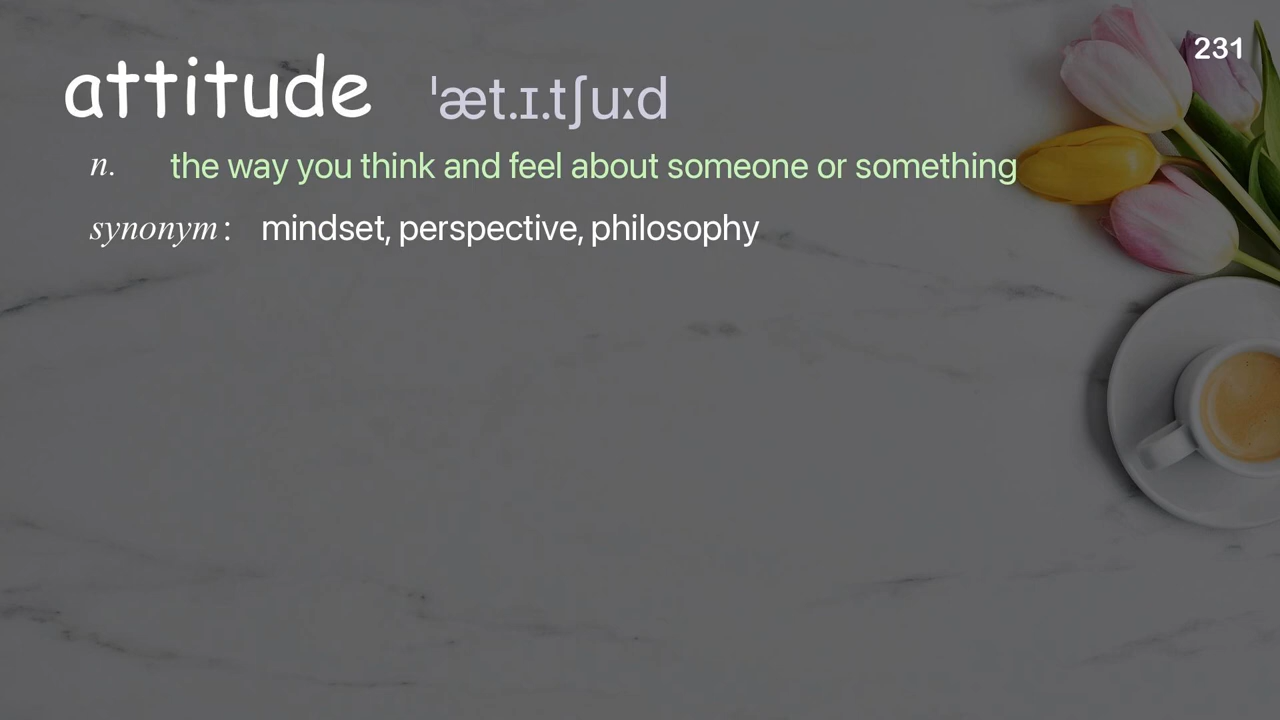 231
attitude ˈæt.ɪ.tʃuːd
n. the way you think and feel about someone or something
synonym: mindset, perspective, philosophy